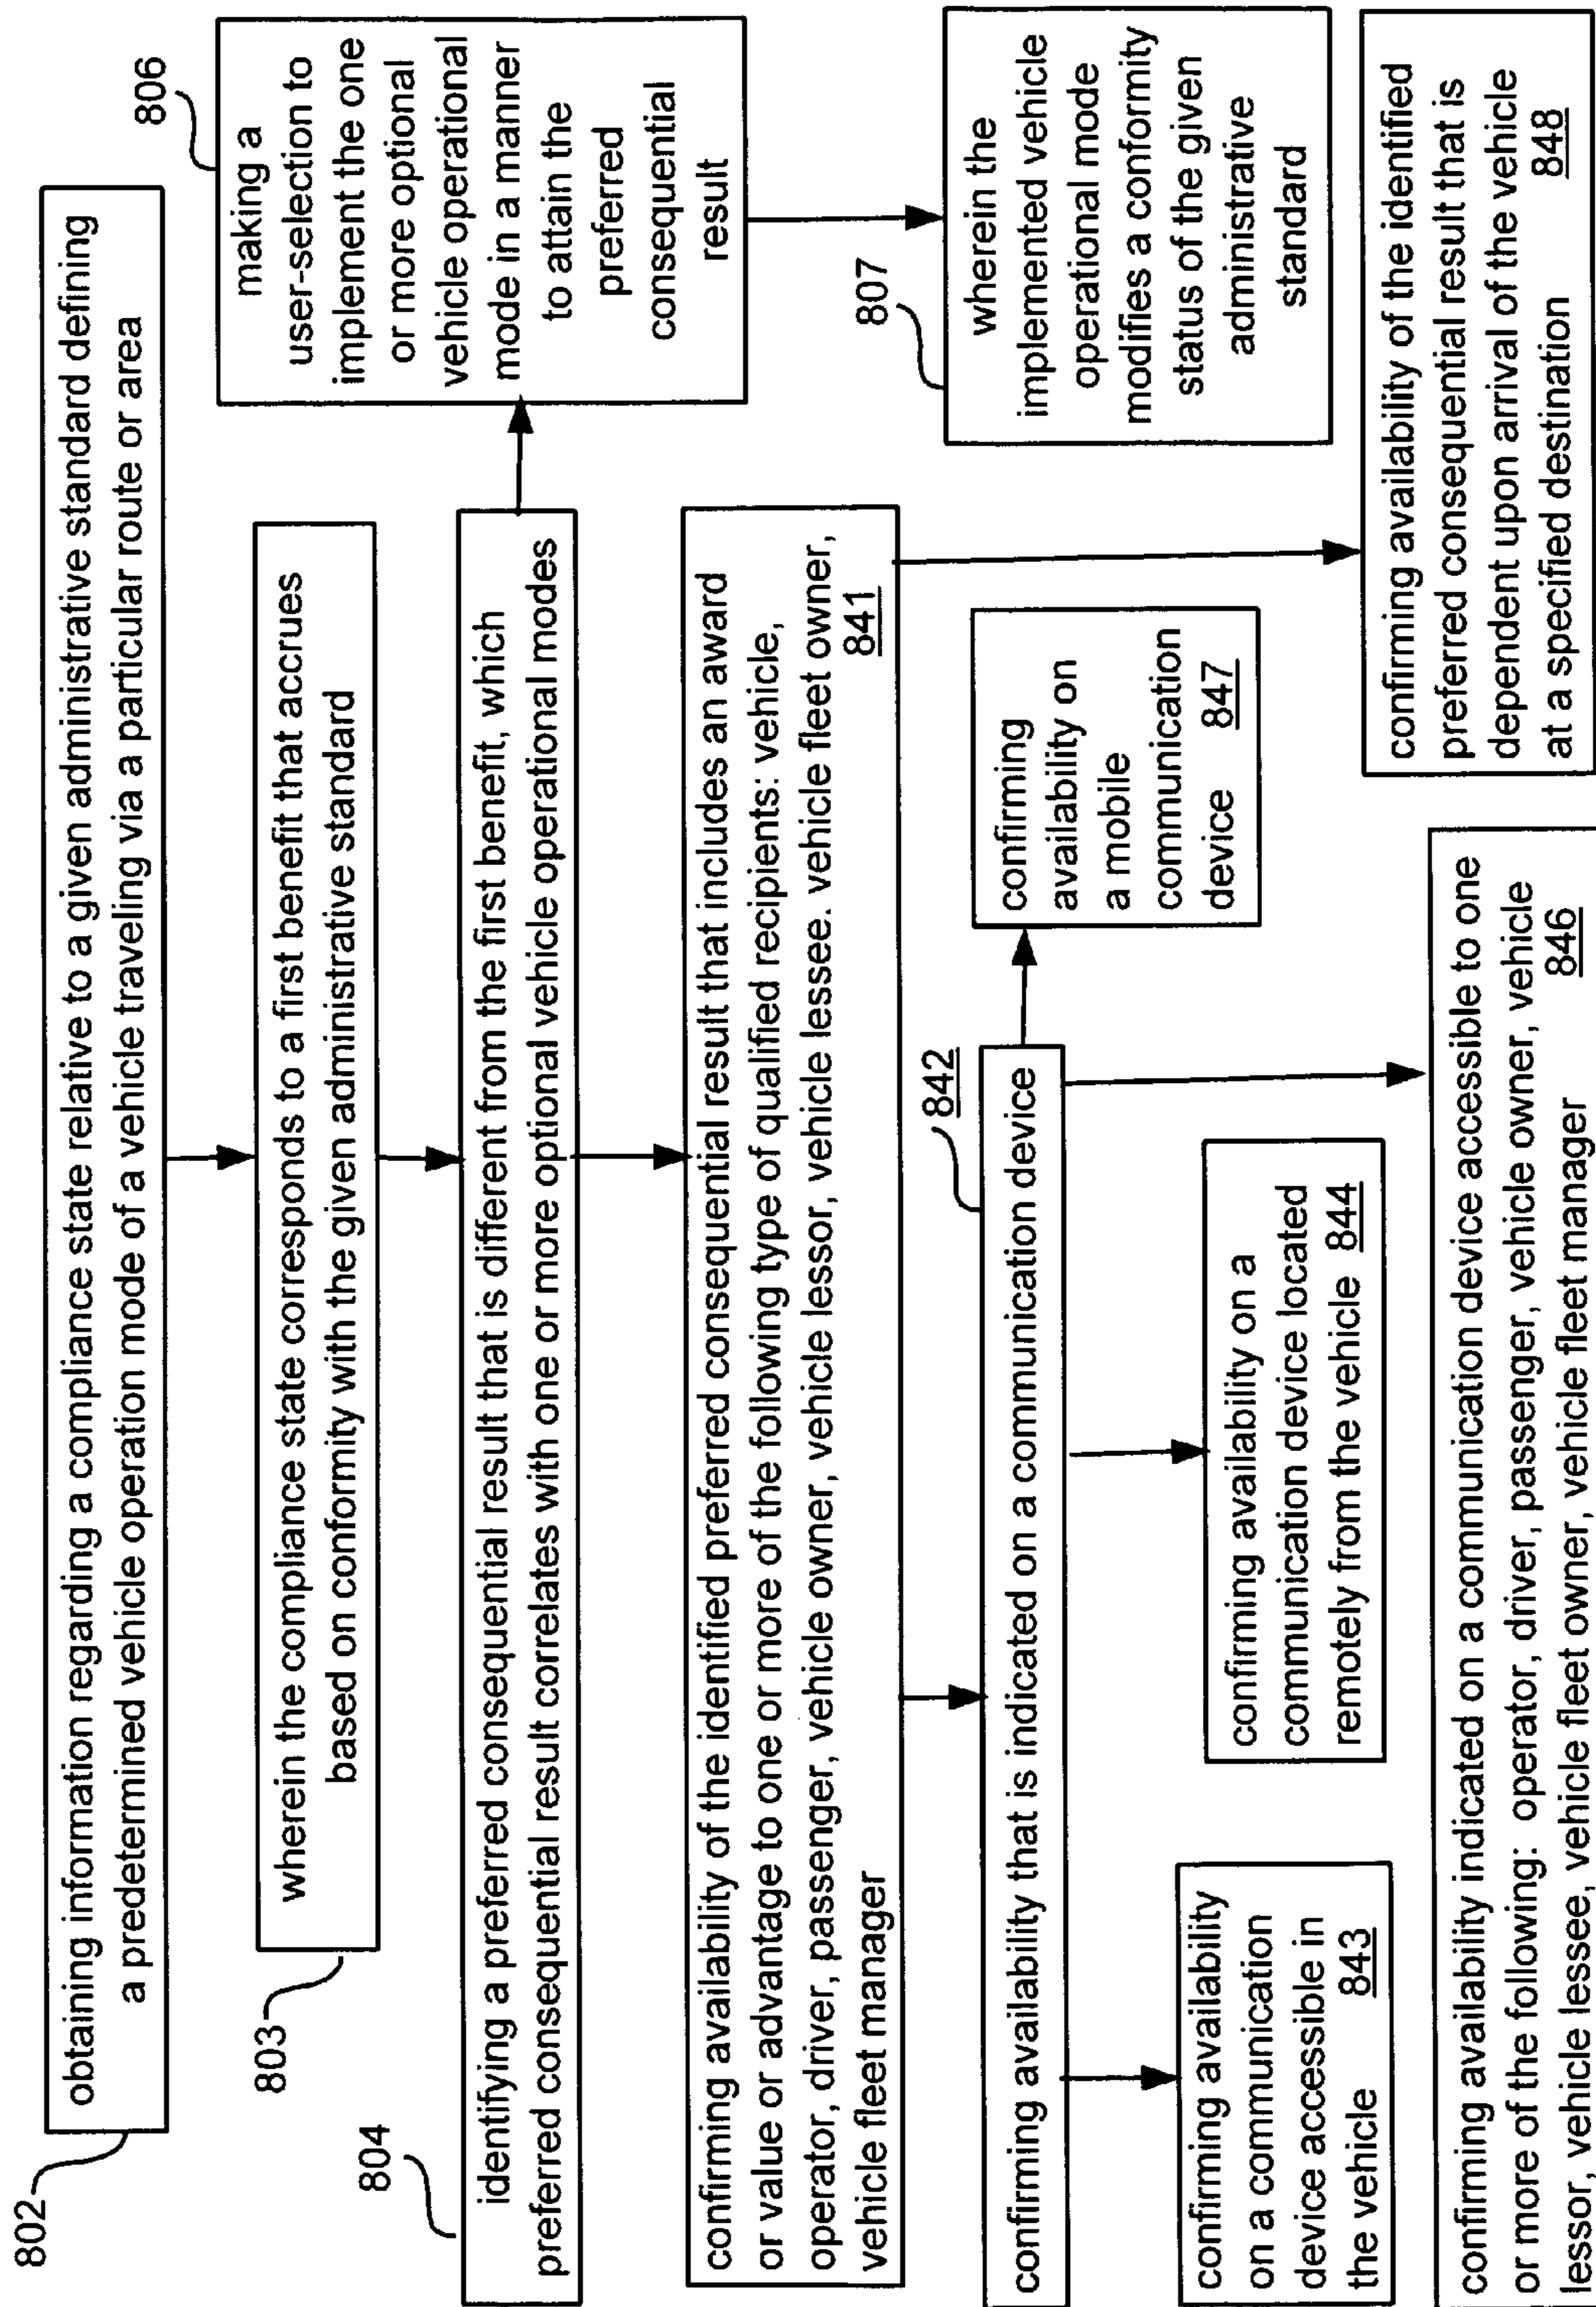 802
obtaining information regarding a compliance state relative to a given administrative standard defining
a predetermined vehicle operation mode of a vehicle traveling via a particular route or area
803
wherein the compliance state corresponds to a first benefit that accrues
based on conformity with the given administrative standard
804
identifying a preferred consequential result that is different from the first benefit, which
preferred consequential result correlates with one or more optional vehicle operational modes
806
making a
user-selection to
implement the one
or more optional
vehicle operational
mode in a manner
to attain the
preferred
consequential
result
807
wherein the
implemented vehicle
operational mode
modifies a conformity
status of the given
administrative
standard
confirming availability of the identified preferred consequential result that includes an award
or value or advantage to one or more of the following type of qualified recipients: vehicle,
operator, driver, passenger, vehicle owner, vehicle lessor, vehicle lessee. vehicle fleet owner,
vehicle fleet manager 841
842
confirming availability that is indicated on a communication device
confirming availability
on a communication
device accessible in
the vehicle 843
confirming availability on a
communication device located
remotely from the vehicle 844
confirming
availability on
a mobile
communication
device 847
confirming availability indicated on a communication device accessible to one
or more of the following: operator, driver, passenger, vehicle owner, vehicle
lessor, vehicle lessee, vehicle fleet owner, vehicle fleet manager 846
confirming availability of the identified
preferred consequential result that is
dependent upon arrival of the vehicle
at a specified destination 848